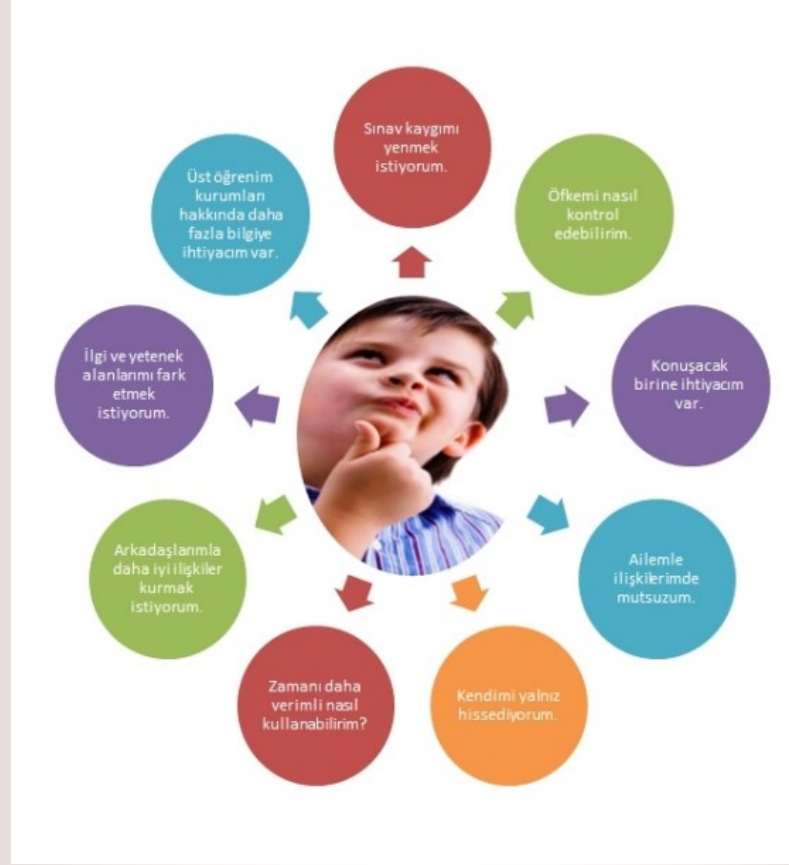 Sınav kaygımı
yenmek
istiyorum.
Öfkemi nasıl
kontrol
edebilirim.
Konuşacak
birine ihtiyacım
var.
Ailemle
ilişkilerimde
mutsuzum.
Kendimi yalnız
hissediyorum.
Zamanı daha
verimli nasıl
kullanabilirim?
Arkadaşlarımla
daha iyi ilişkiler
kurmak
istiyorum.
İlgi ve yetenek
alanlarımı fark
etmek
istiyorum.
Üst öğrenim
kurumları
hakkında daha
fazla bilgiye
ihtiyacım var.